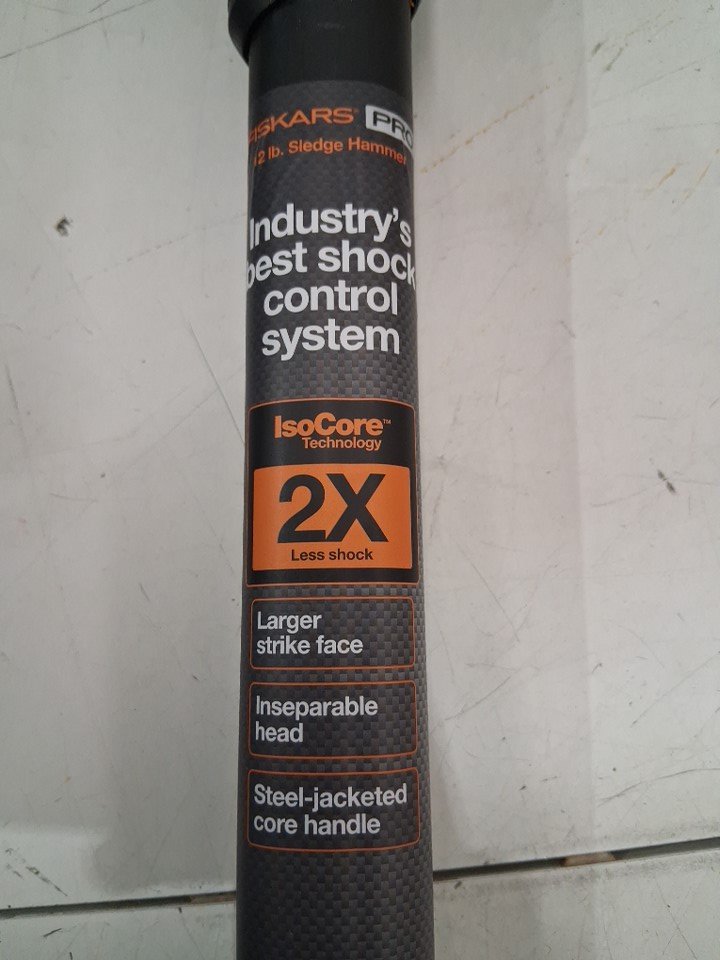 FISKARS PRO
12 lb. Sledge Hammer
Industry's
best shock
control
system
IsoCore™
Technology
2X
Less shock
Larger
strike face
Inseparable
head
Steel-jacketed
core handle